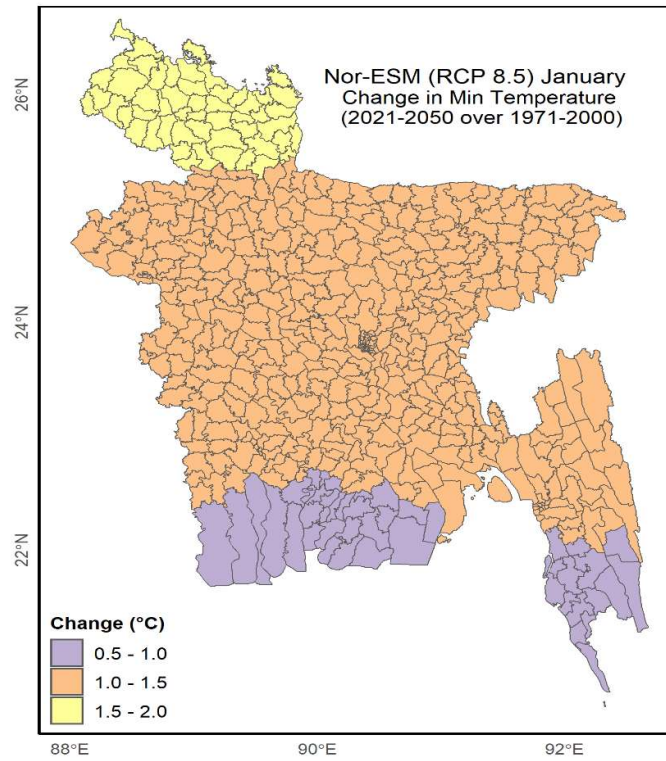 Nor-ESM (RCP 8.5) January
Change in Min Temperature
(2021-2050 over 1971-2000)
26°N
24°N
22°N
Change (°C)
0.5 - 1.0
1.0 - 1.5
1.5 - 2.0
88°E
90°E
92°E